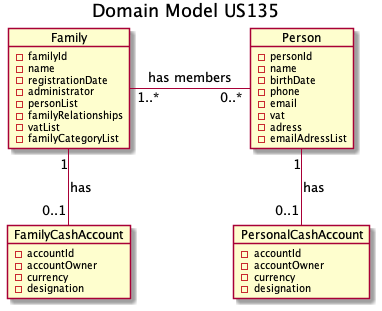 Domain Model US135
Family
familyId
name
registrationDate
administrator
personList
familyRelationships
vatList
familyCategoryList
has members
1..*
0..*
Person
personId
name
birthDate
phone
email
vat
adress
emailAdressList
1
has
0..1
1
has
0..1
FamilyCashAccount
accountId
accountOwner
currency
designation
PersonalCashAccount
accountId
accountOwner
currency
designation